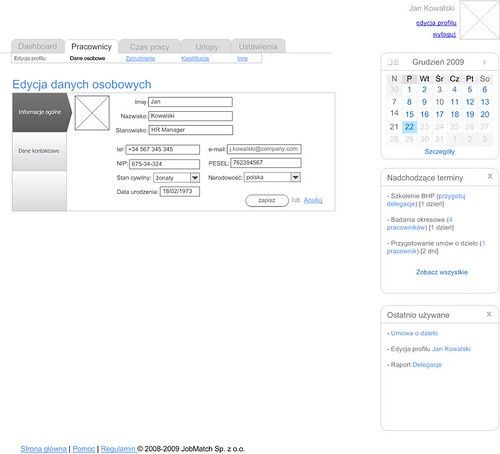 Jan Kowalski
edycja profilu
wyloguj
Dashboard Pracownicy Czas pracy Urlopy Ustawienia
Edycja profilu: Dane osobowe Zatrudnienie Kwalifikacje Inne
Edycja danych osobowych
Informacje ogólne
Dane kontaktowe
Imię: Jan
Nazwisko: Kowalski
Stanowisko: HR Manager
tel: +34 567 345 345 e-mail: j.kowalski@company.com
NIP: 675-34-324 PESEL: 762394567
Stan cywilny: żonaty Narodowość: polska
Data urodzenia: 18/02/1973
zapisz lub Anuluj
Grudzień 2009
N P Wt Śr Cz Pt So
30 1 2 3 4 5 6
7 8 9 10 11 12 13
14 15 16 17 18 19 20
21 22 23 24 25 26 27
28 29 30 31 1 2 3
Szczegóły
Nadchodzące terminy x
- Szkolenie BHP (przygotuj
delegacje) [1 dzień]
- Badania okresowe (4
pracowników) [1 dzień]
- Przygotowanie umów o dzieło (1
pracownik) [2 dni]
Zobacz wszystkie
Ostatnio używane x
- Umowa o dzieło
- Edycja profilu Jan Kowalski
- Raport Delegacje
Strona główna | Pomoc | Regulamin © 2008-2009 JobMatch Sp. z o.o.